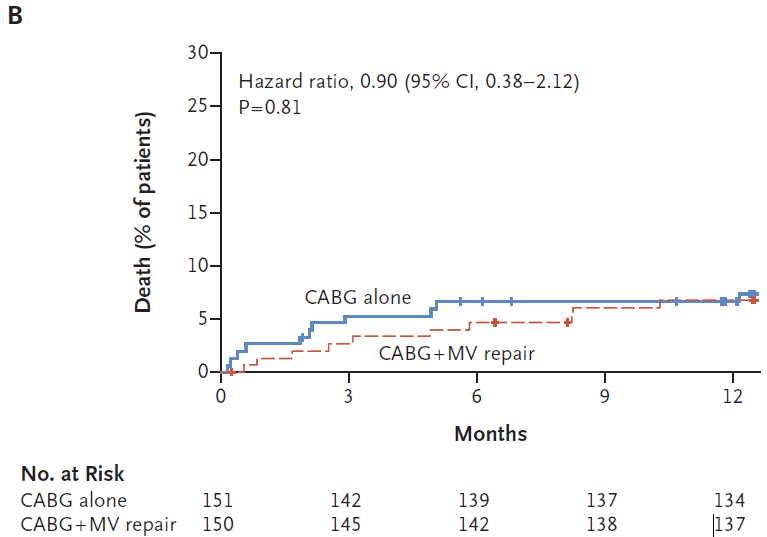 B
30
Hazard ratio, 0.90 (95% CI, 0.38–2.12)
25
P=0.81
20
15
10
5
0
Death (% of patients)
CABG alone
CABG+MV repair
0 3 6 9 12
Months
No. at Risk
CABG alone 151 142 139 137 134
CABG+MV repair 150 145 142 138 137